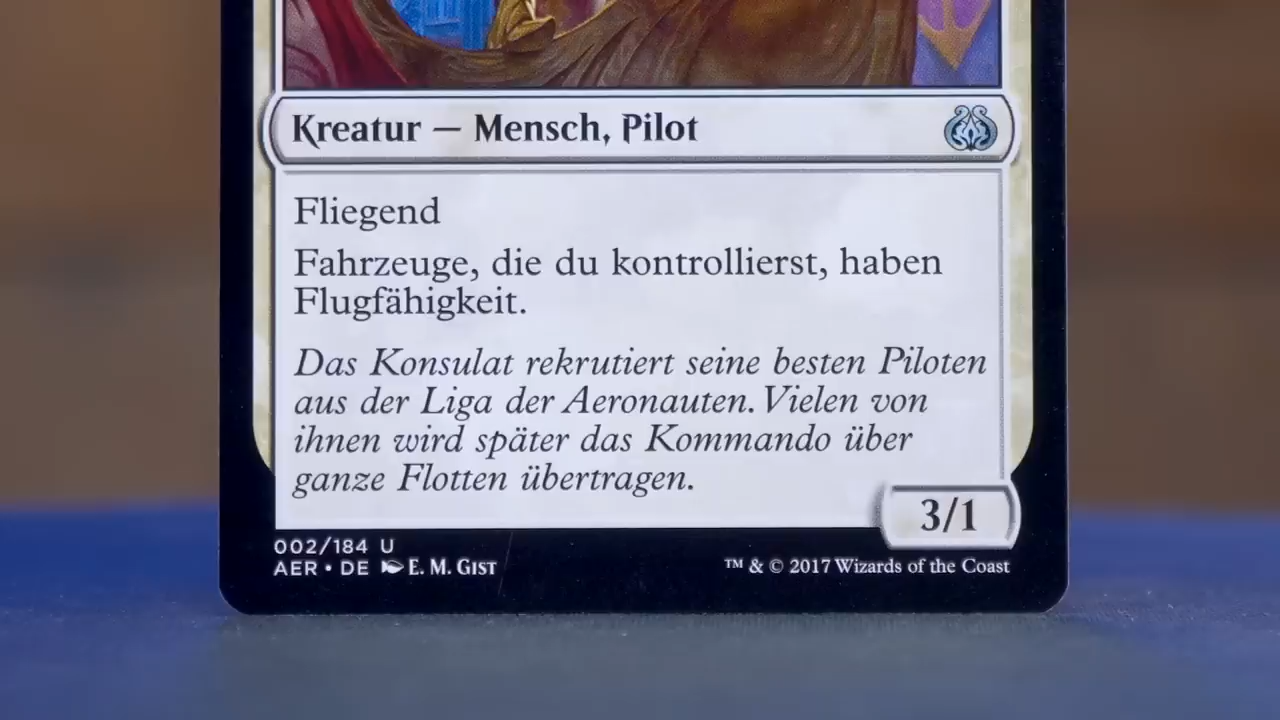 Kreatur — Mensch, Pilot
Fliegend
Fahrzeuge, die du kontrollierst, haben
Flugfähigkeit.
Das Konsulat rekrutiert seine besten Piloten
aus der Liga der Aeronauten. Vielen von
ihnen wird später das Kommando über
ganze Flotten übertragen.
3/1
002/184 U
AER • DE E. M. Gist
™ & © 2017 Wizards of the Coast